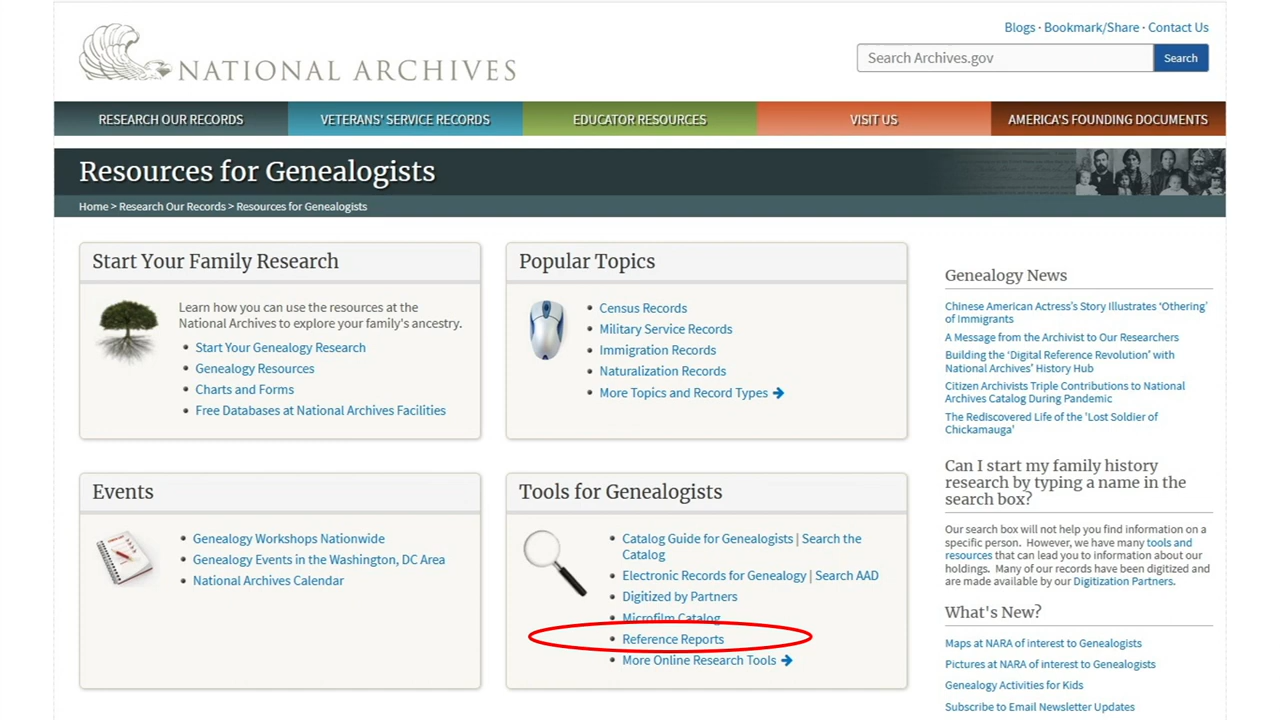 Blogs · Bookmark/Share · Contact Us
NATIONAL ARCHIVES
Search Archives.gov
Search
RESEARCH OUR RECORDS
VETERANS' SERVICE RECORDS
EDUCATOR RESOURCES
VISIT US
AMERICA'S FOUNDING DOCUMENTS
Resources for Genealogists
Home > Research Our Records > Resources for Genealogists
Start Your Family Research
Learn how you can use the resources at the
National Archives to explore your family's ancestry.
Start Your Genealogy Research
Genealogy Resources
Charts and Forms
Free Databases at National Archives Facilities
Popular Topics
Census Records
Military Service Records
Immigration Records
Naturalization Records
More Topics and Record Types
Events
Genealogy Workshops Nationwide
Genealogy Events in the Washington, DC Area
National Archives Calendar
Tools for Genealogists
Catalog Guide for Genealogists | Search the
Catalog
Electronic Records for Genealogy | Search AAD
Digitized by Partners
Microfilm Catalog
Reference Reports
More Online Research Tools
Genealogy News
Chinese American Actress's Story Illustrates 'Othering'
of Immigrants
A Message from the Archivist to Our Researchers
Building the 'Digital Reference Revolution' with
National Archives' History Hub
Citizen Archivists Triple Contributions to National
Archives Catalog During Pandemic
The Rediscovered Life of the 'Lost Soldier of
Chickamauga'
Can I start my family history
research by typing a name in the
search box?
Our search box will not help you find information on a
specific person. However, we have many tools and
resources that can lead you to information about our
holdings. Many of our records have been digitized and
are made available by our Digitization Partners.
What's New?
Maps at NARA of interest to Genealogists
Pictures at NARA of interest to Genealogists
Genealogy Activities for Kids
Subscribe to Email Newsletter Updates